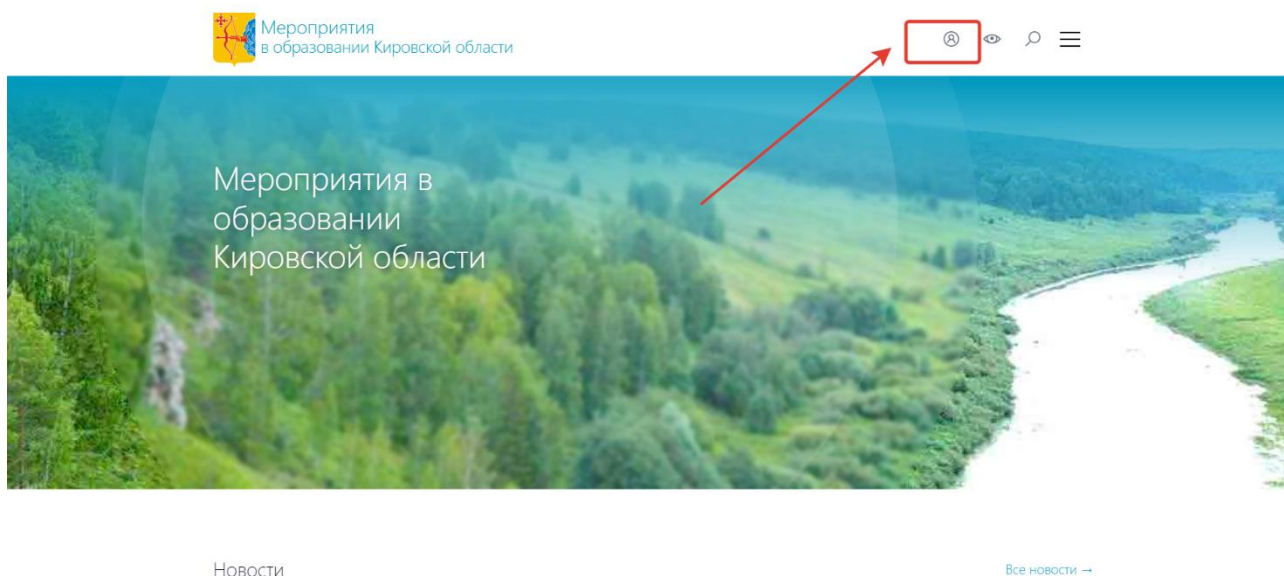 Мероприятия
в образовании Кировской области
Мероприятия в
образовании
Кировской области
Новости
Все новости →